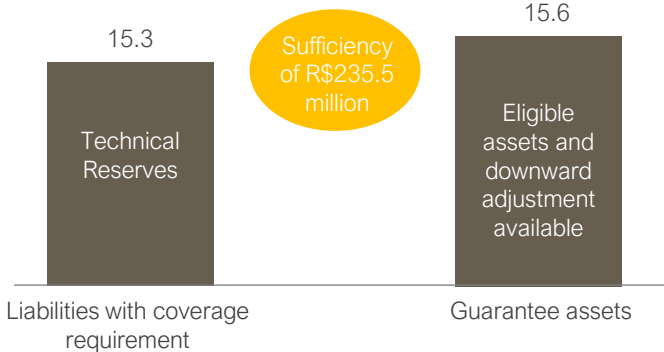 15.3
Technical
Reserves
Liabilities with coverage
requirement
Sufficiency
of R$235.5
million
15.6
Eligible
assets and
downward
adjustment
available
Guarantee assets